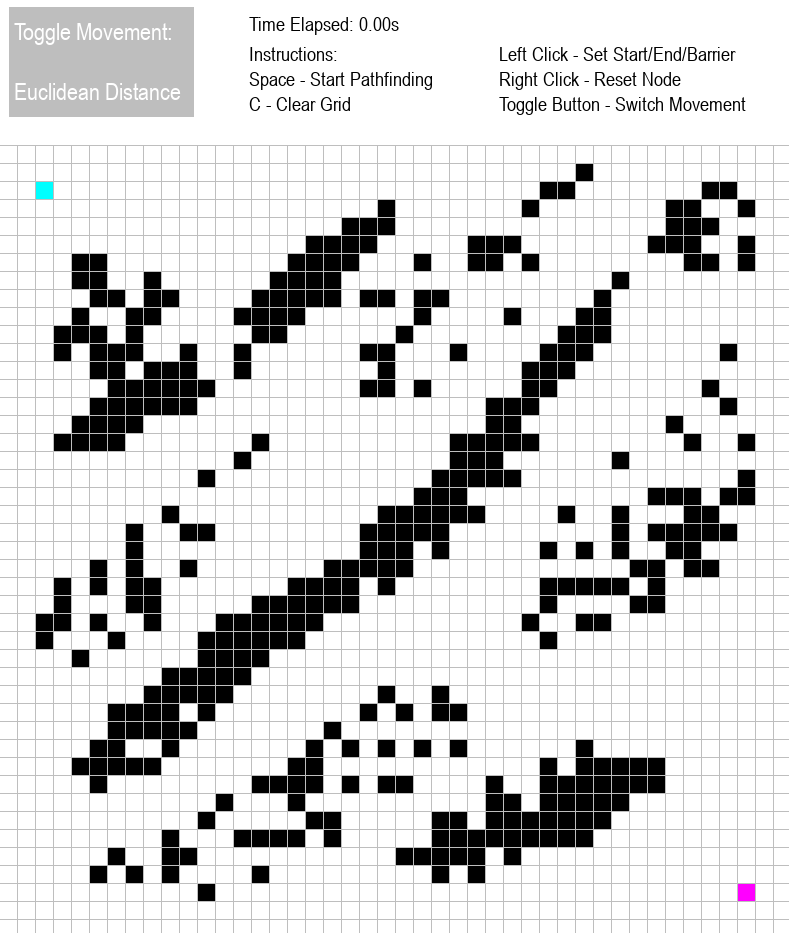 Toggle Movement:
Euclidean Distance
Time Elapsed: 0.00s
Instructions:
Space - Start Pathfinding
C - Clear Grid
Left Click - Set Start/End/Barrier
Right Click - Reset Node
Toggle Button - Switch Movement